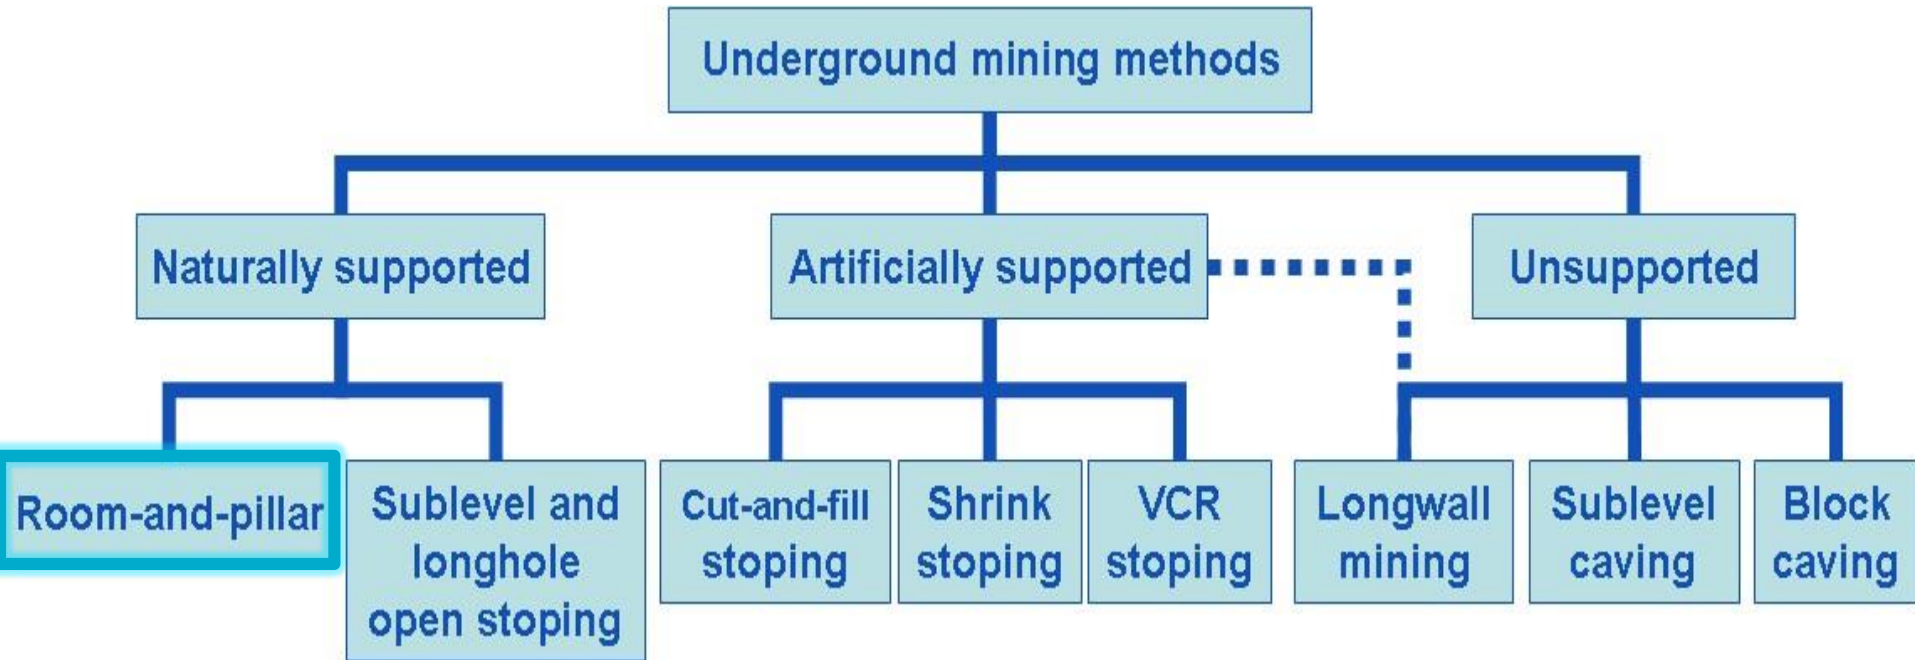 Underground mining methods
Naturally supported
Artificially supported
Unsupported
Room-and-pillar
Sublevel and
longhole
open stoping
Cut-and-fill
stoping
Shrink
stoping
VCR
stoping
Longwall
mining
Sublevel
caving
Block
caving